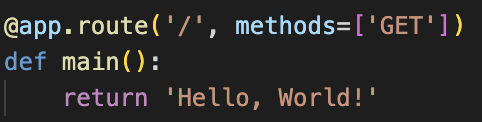 @app.route('/', methods=['GET'])
def main():
    return 'Hello, World!'